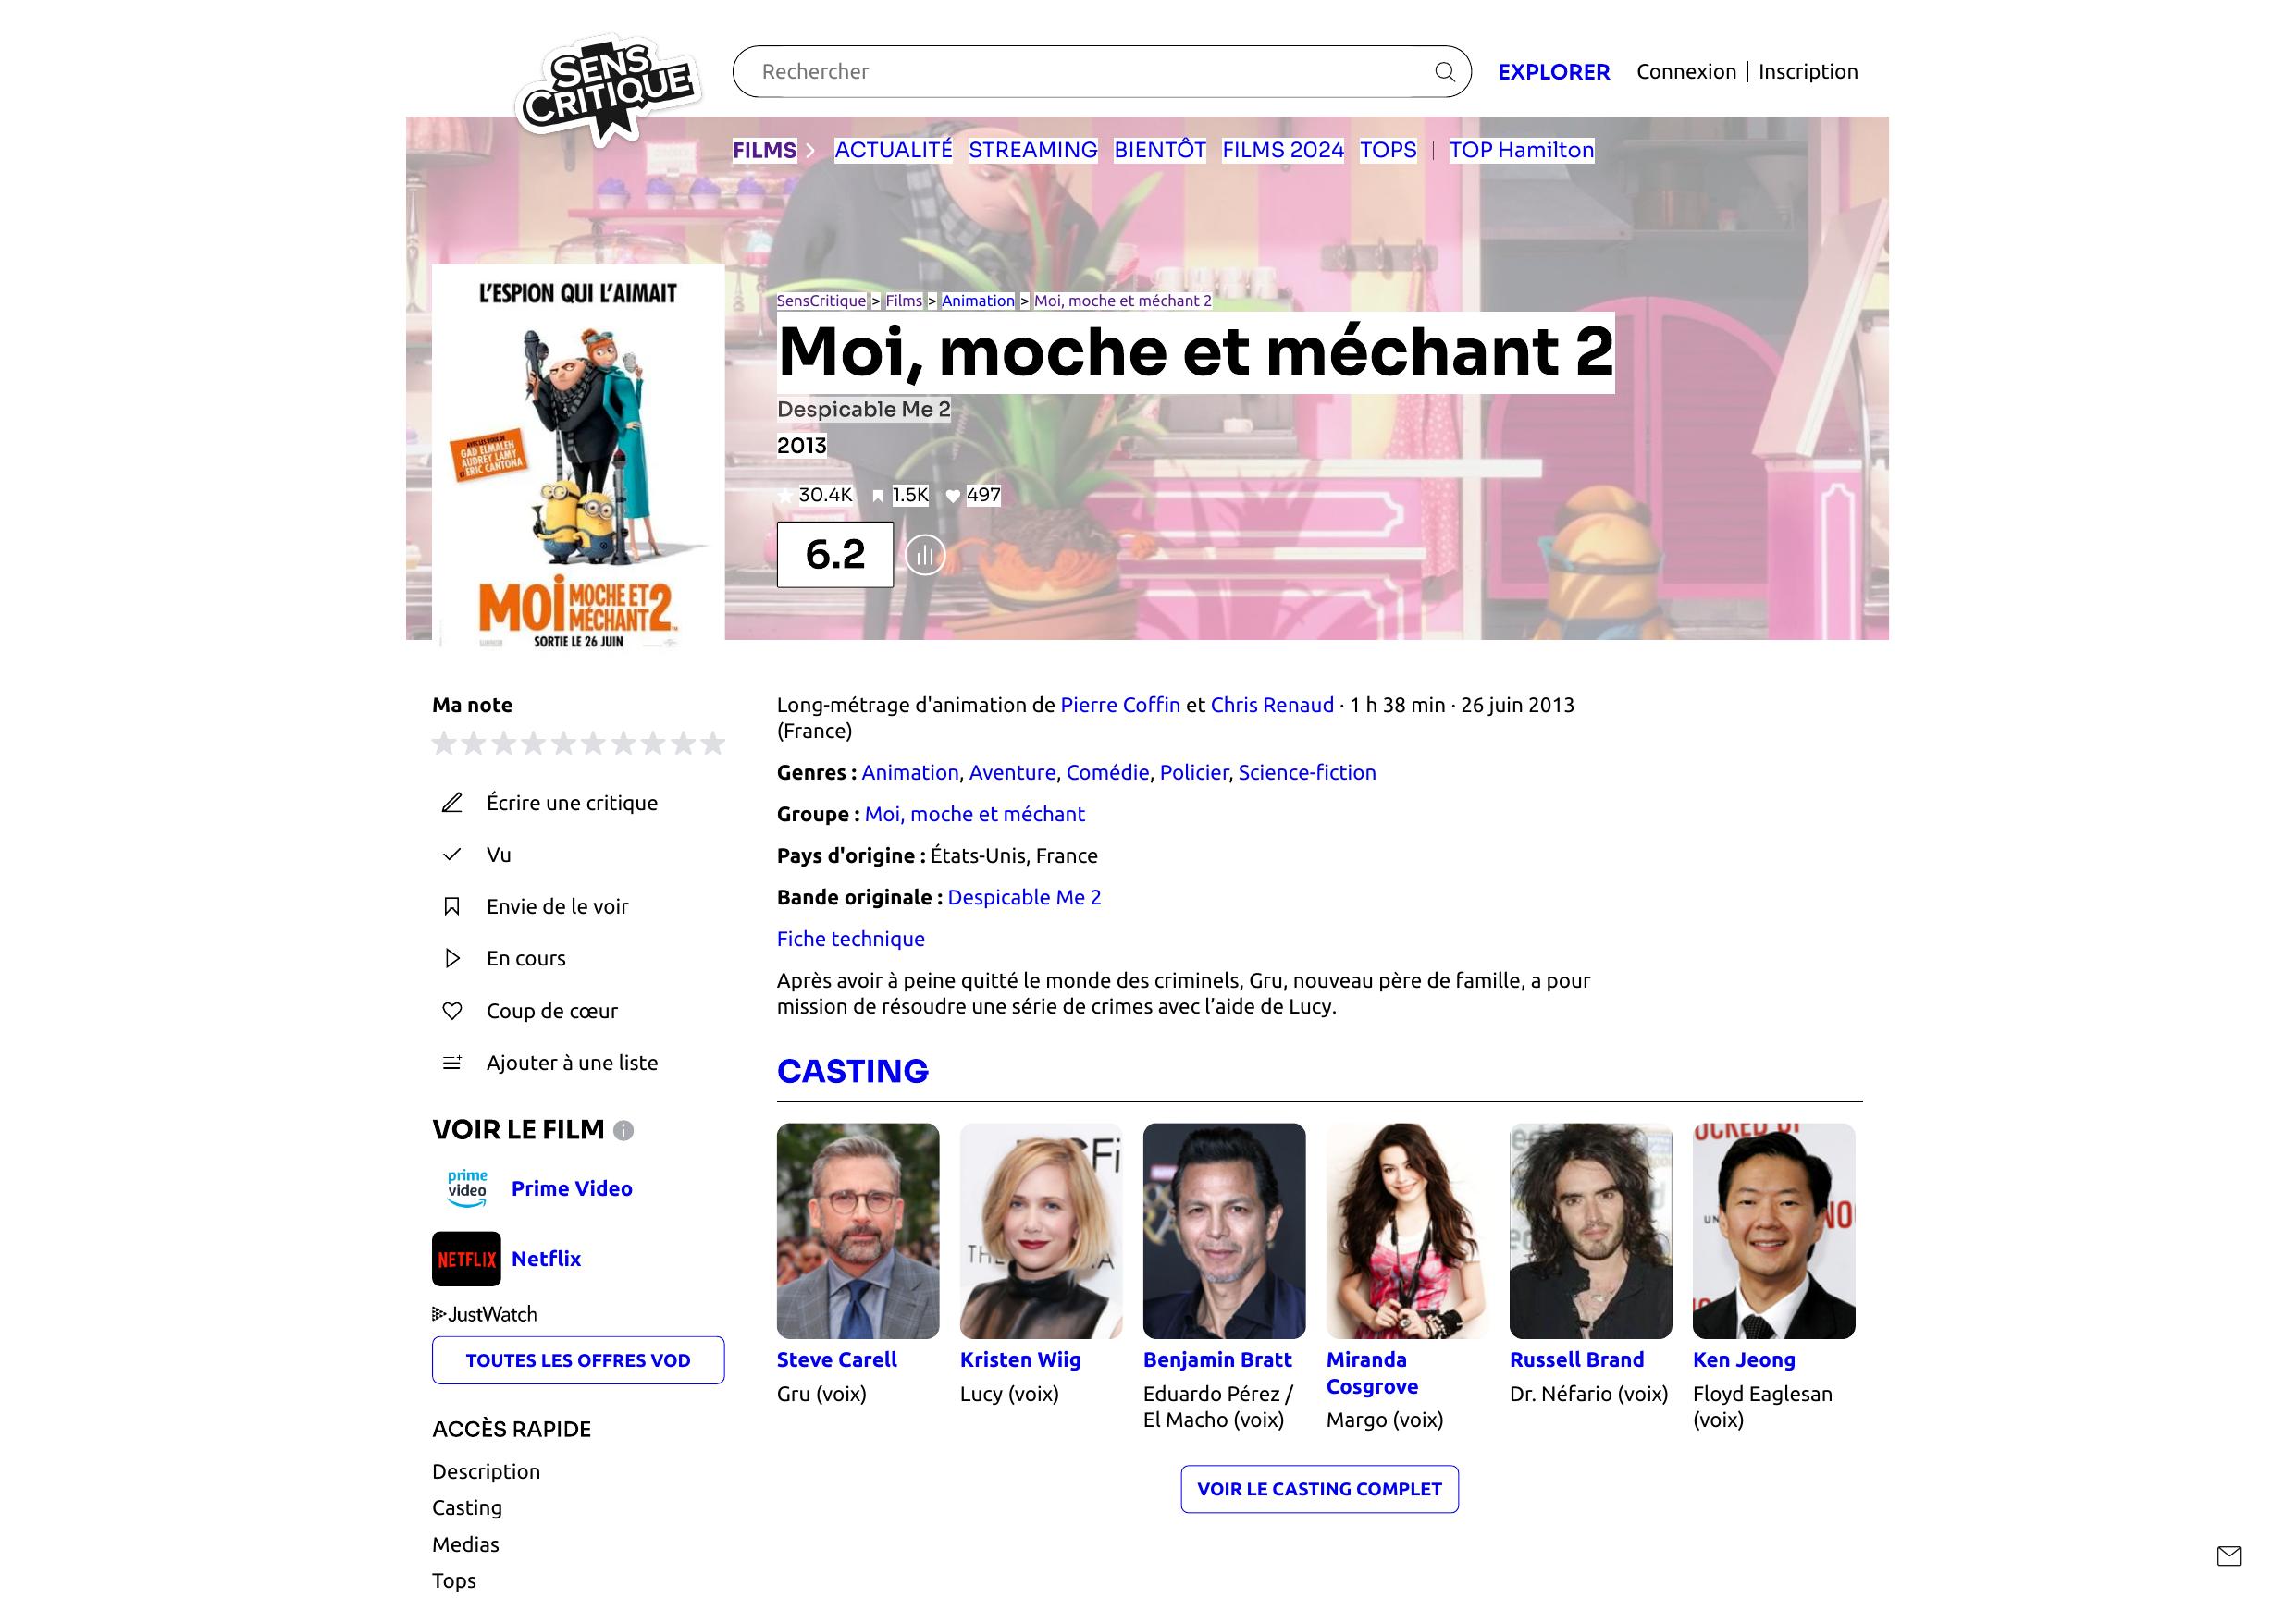 SENS
CRITIQUE
Rechercher
EXPLORER
Connexion | Inscription
FILMS
ACTUALITÉ STREAMING BIENTÔT FILMS 2024 TOPS | TOP Hamilton
L'ESPION QUI L'AIMAIT
AVEC LES VOIX DE
GAD ELMALEH
AUDREY LAMY
ET ERIC CANTONA
MOI MOCHE ET MÉCHANT 2
SORTIE LE 26 JUIN
SensCritique > Films > Animation > Moi, moche et méchant 2
Moi, moche et méchant 2
Despicable Me 2
2013
30.4K 1.5K 497
6.2
Ma note
Écrire une critique
Vu
Envie de le voir
En cours
Coup de cœur
Ajouter à une liste
VOIR LE FILM
prime
video
Prime Video
NETFLIX
Netflix
JustWatch
TOUTES LES OFFRES VOD
ACCÈS RAPIDE
Description
Casting
Medias
Tops
Long-métrage d'animation de Pierre Coffin et Chris Renaud · 1 h 38 min · 26 juin 2013
(France)
Genres : Animation, Aventure, Comédie, Policier, Science-fiction
Groupe : Moi, moche et méchant
Pays d'origine : États-Unis, France
Bande originale : Despicable Me 2
Fiche technique
Après avoir à peine quitté le monde des criminels, Gru, nouveau père de famille, a pour
mission de résoudre une série de crimes avec l’aide de Lucy.
CASTING
Steve Carell
Gru (voix)
Kristen Wiig
Lucy (voix)
Benjamin Bratt
Eduardo Pérez /
El Macho (voix)
Miranda
Cosgrove
Margo (voix)
Russell Brand
Dr. Néfario (voix)
Ken Jeong
Floyd Eaglesan
(voix)
VOIR LE CASTING COMPLET